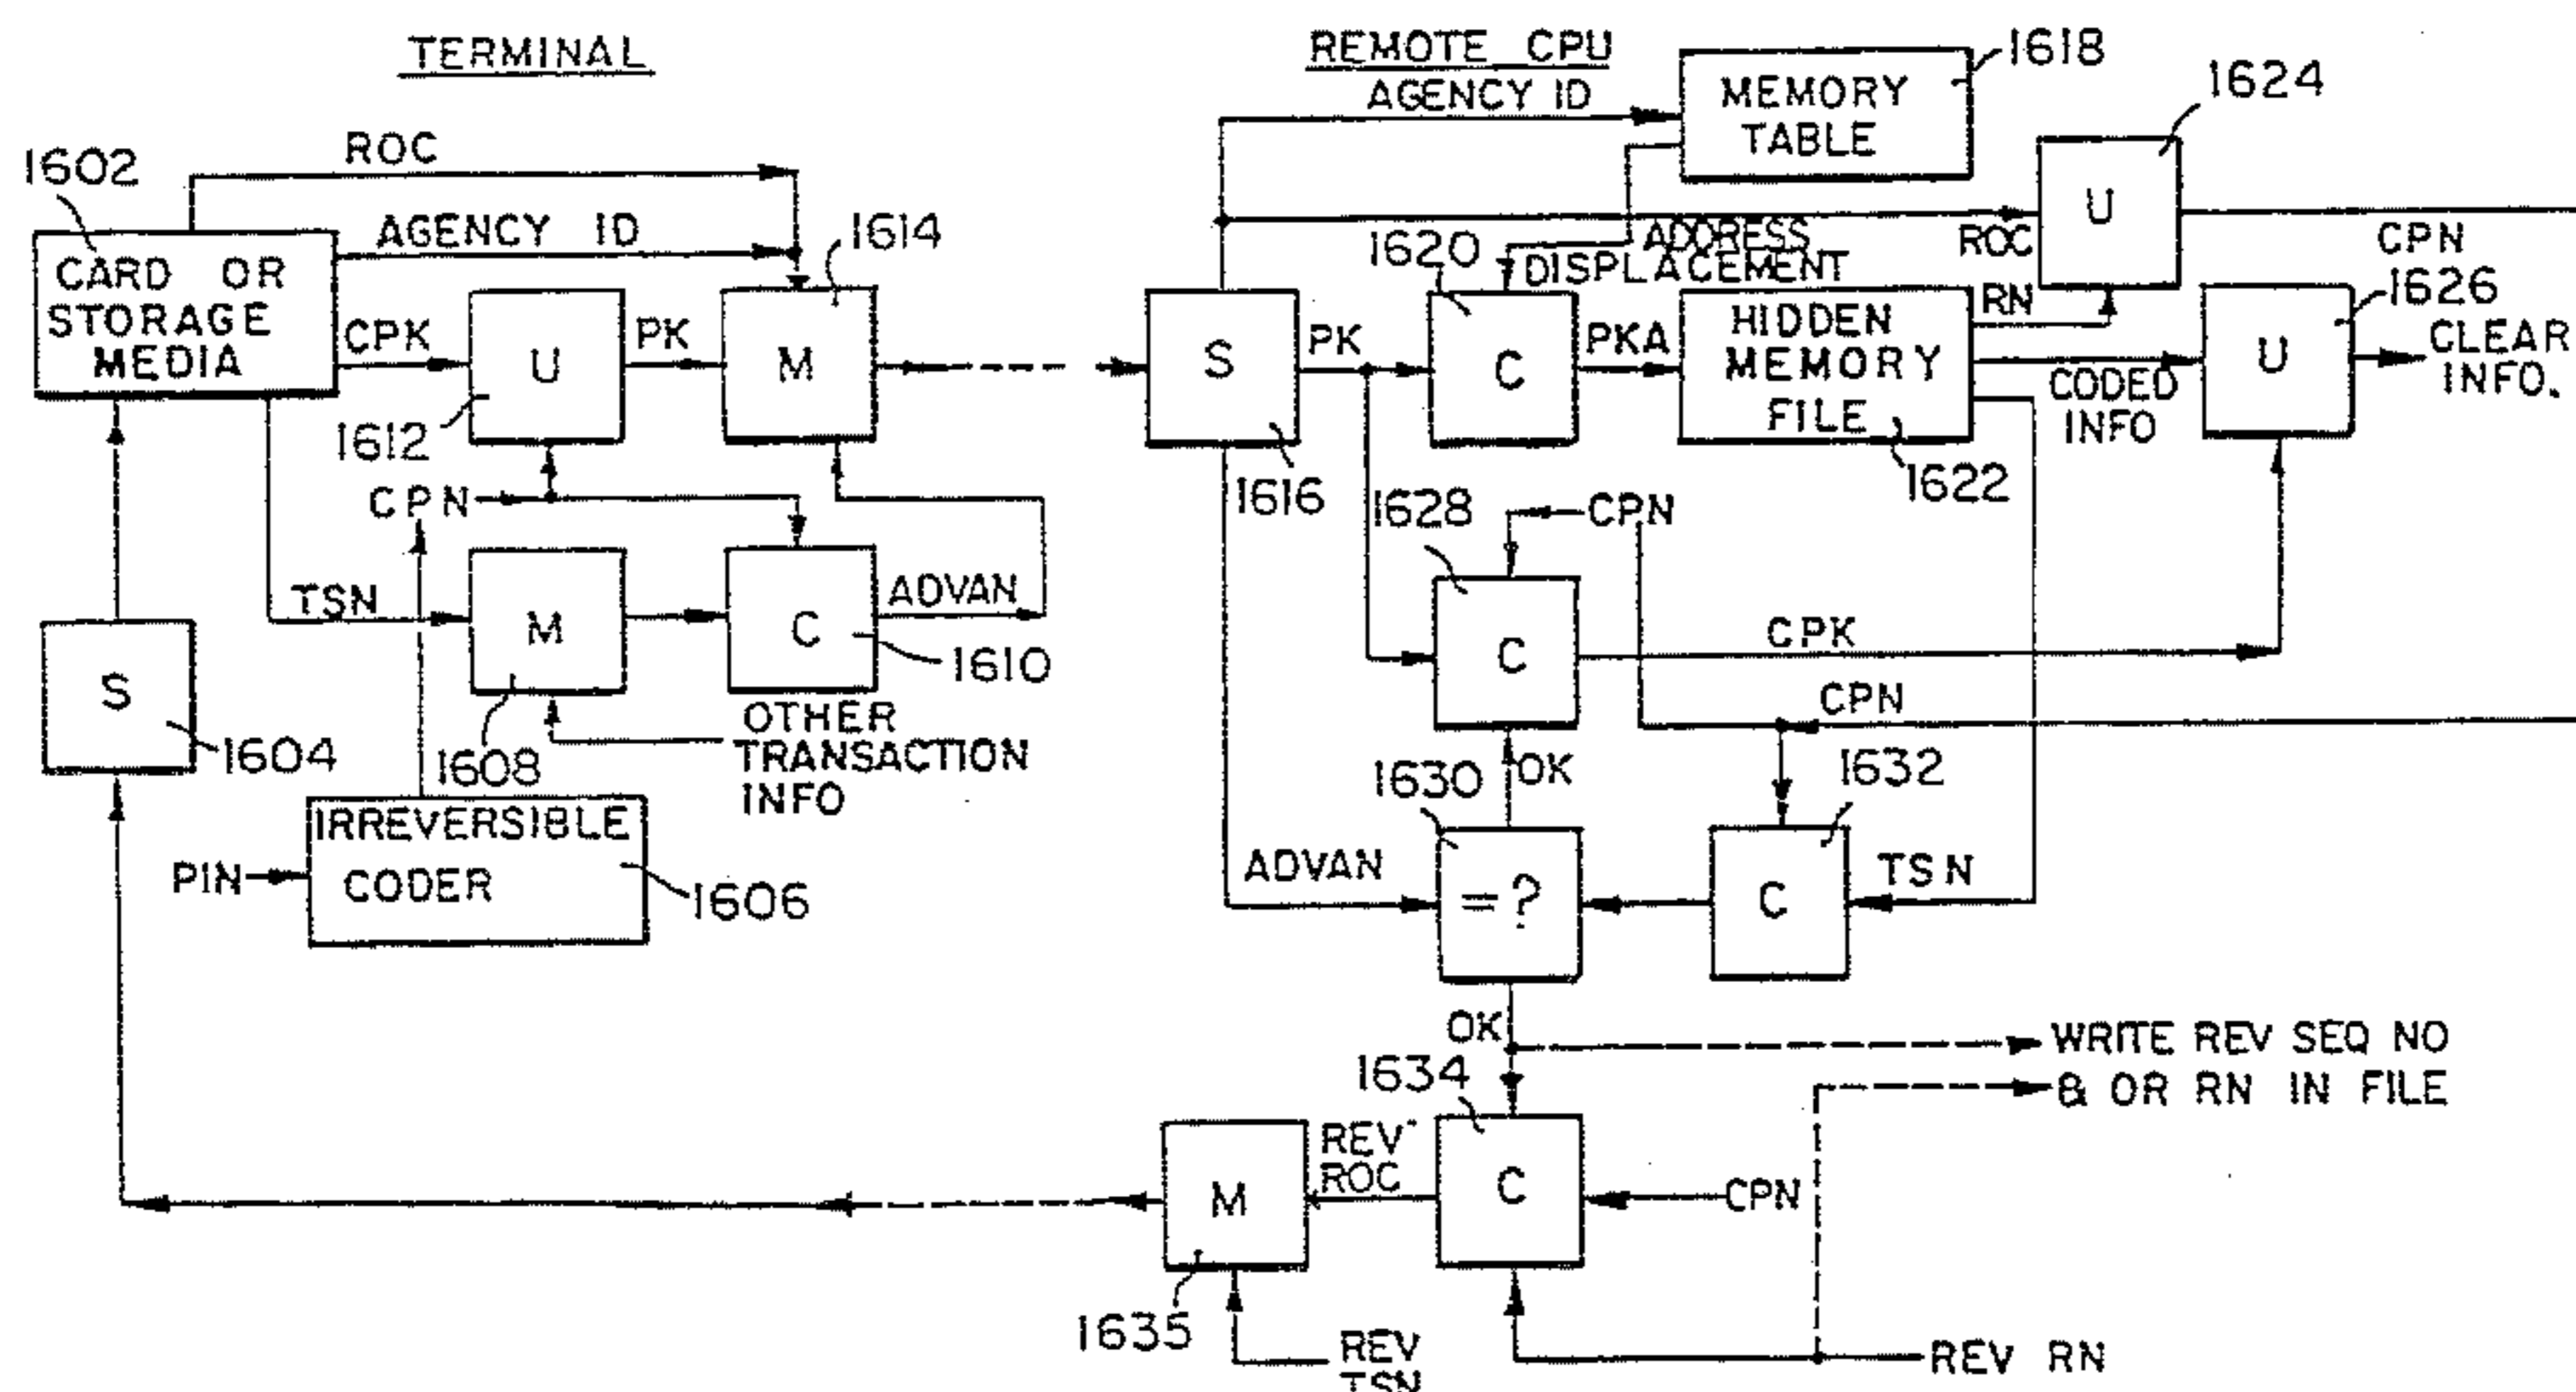 TERMINAL
1602
ROC
AGENCY ID
CARD OR
STORAGE
MEDIA
CPK
U
1612
PK
1614
M
CPN
TSN
M
1608
C
ADVAN
1610
OTHER
TRANSACTION
INFO
S
1604
PIN
IRREVERSIBLE
CODER
1606
REMOTE CPU
AGENCY ID
MEMORY
TABLE
1618
1624
U
ROC
CPN
ADDRESS
DISPLACEMENT
1620
S
1616
PK
C
PKA
HIDDEN
MEMORY
FILE
1622
RN
CODED
INFO
1626
U
CLEAR
INFO.
1628
CPN
C
CPK
CPN
OK
1630
1632
ADVAN
= ?
C
TSN
OK
WRITE REV SEQ NO
& OR RN IN FILE
1634
C
CPN
REV
ROC
M
1635
REV
TSN
REV RN